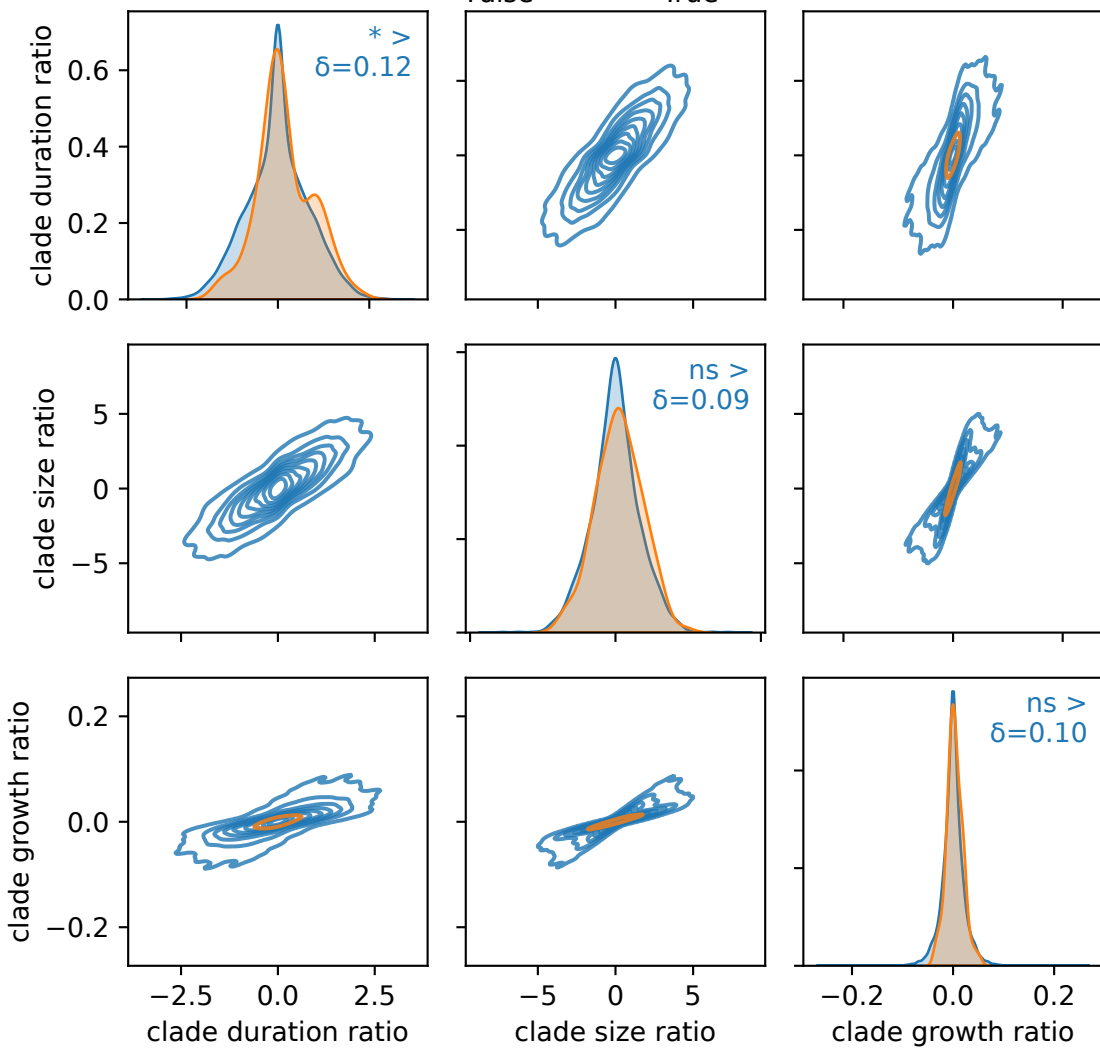 clade duration ratio
0.6
0.4
0.2
0.0
* >
δ=0.12
clade size ratio
5
0
−5
ns >
δ=0.09
clade growth ratio
0.2
0.0
−0.2
ns >
δ=0.10
−2.5 0.0 2.5
−5 0 5
−0.2 0.0 0.2
clade duration ratio
clade size ratio
clade growth ratio